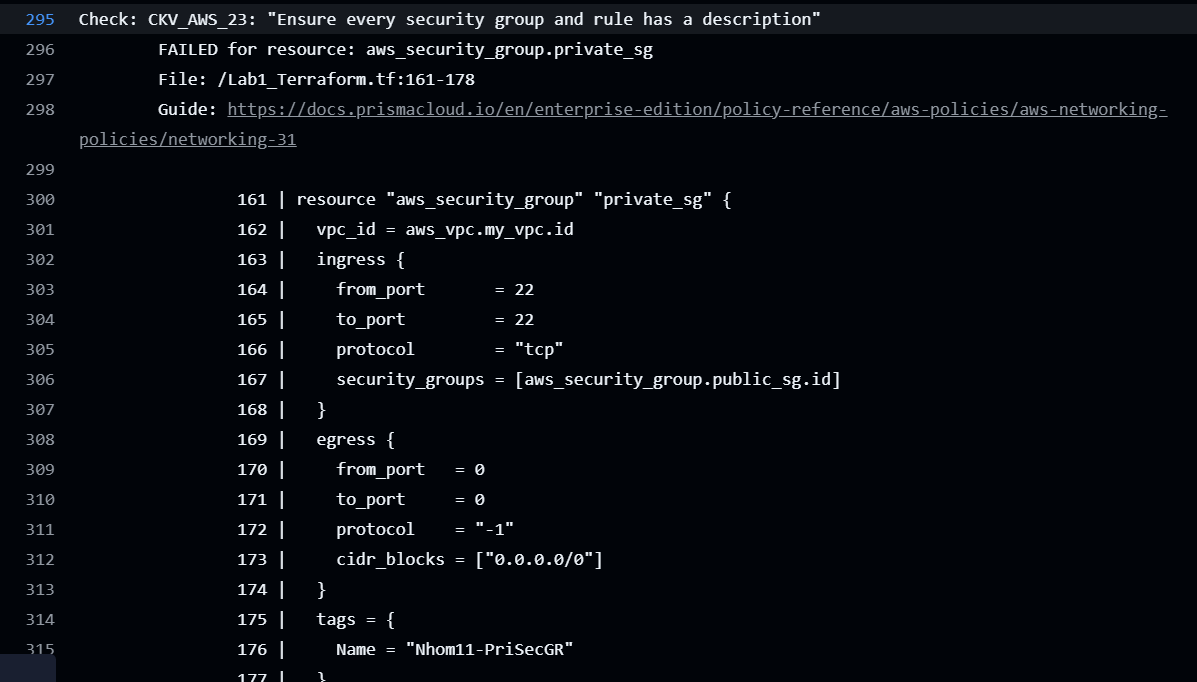 295 Check: CKV_AWS_23: "Ensure every security group and rule has a description"
296 FAILED for resource: aws_security_group.private_sg
297 File: /Lab1_Terraform.tf:161-178
298 Guide: https://docs.prismacloud.io/en/enterprise-edition/policy-reference/aws-policies/aws-networking-
policies/networking-31
299
300 161 | resource "aws_security_group" "private_sg" {
301 162 |   vpc_id = aws_vpc.my_vpc.id
302 163 |   ingress {
303 164 |     from_port       = 22
304 165 |     to_port         = 22
305 166 |     protocol        = "tcp"
306 167 |     security_groups = [aws_security_group.public_sg.id]
307 168 |   }
308 169 |   egress {
309 170 |     from_port   = 0
310 171 |     to_port     = 0
311 172 |     protocol    = "-1"
312 173 |     cidr_blocks = ["0.0.0.0/0"]
313 174 |   }
314 175 |   tags = {
315 176 |     Name = "Nhom11-PriSecGR"
177 |   }